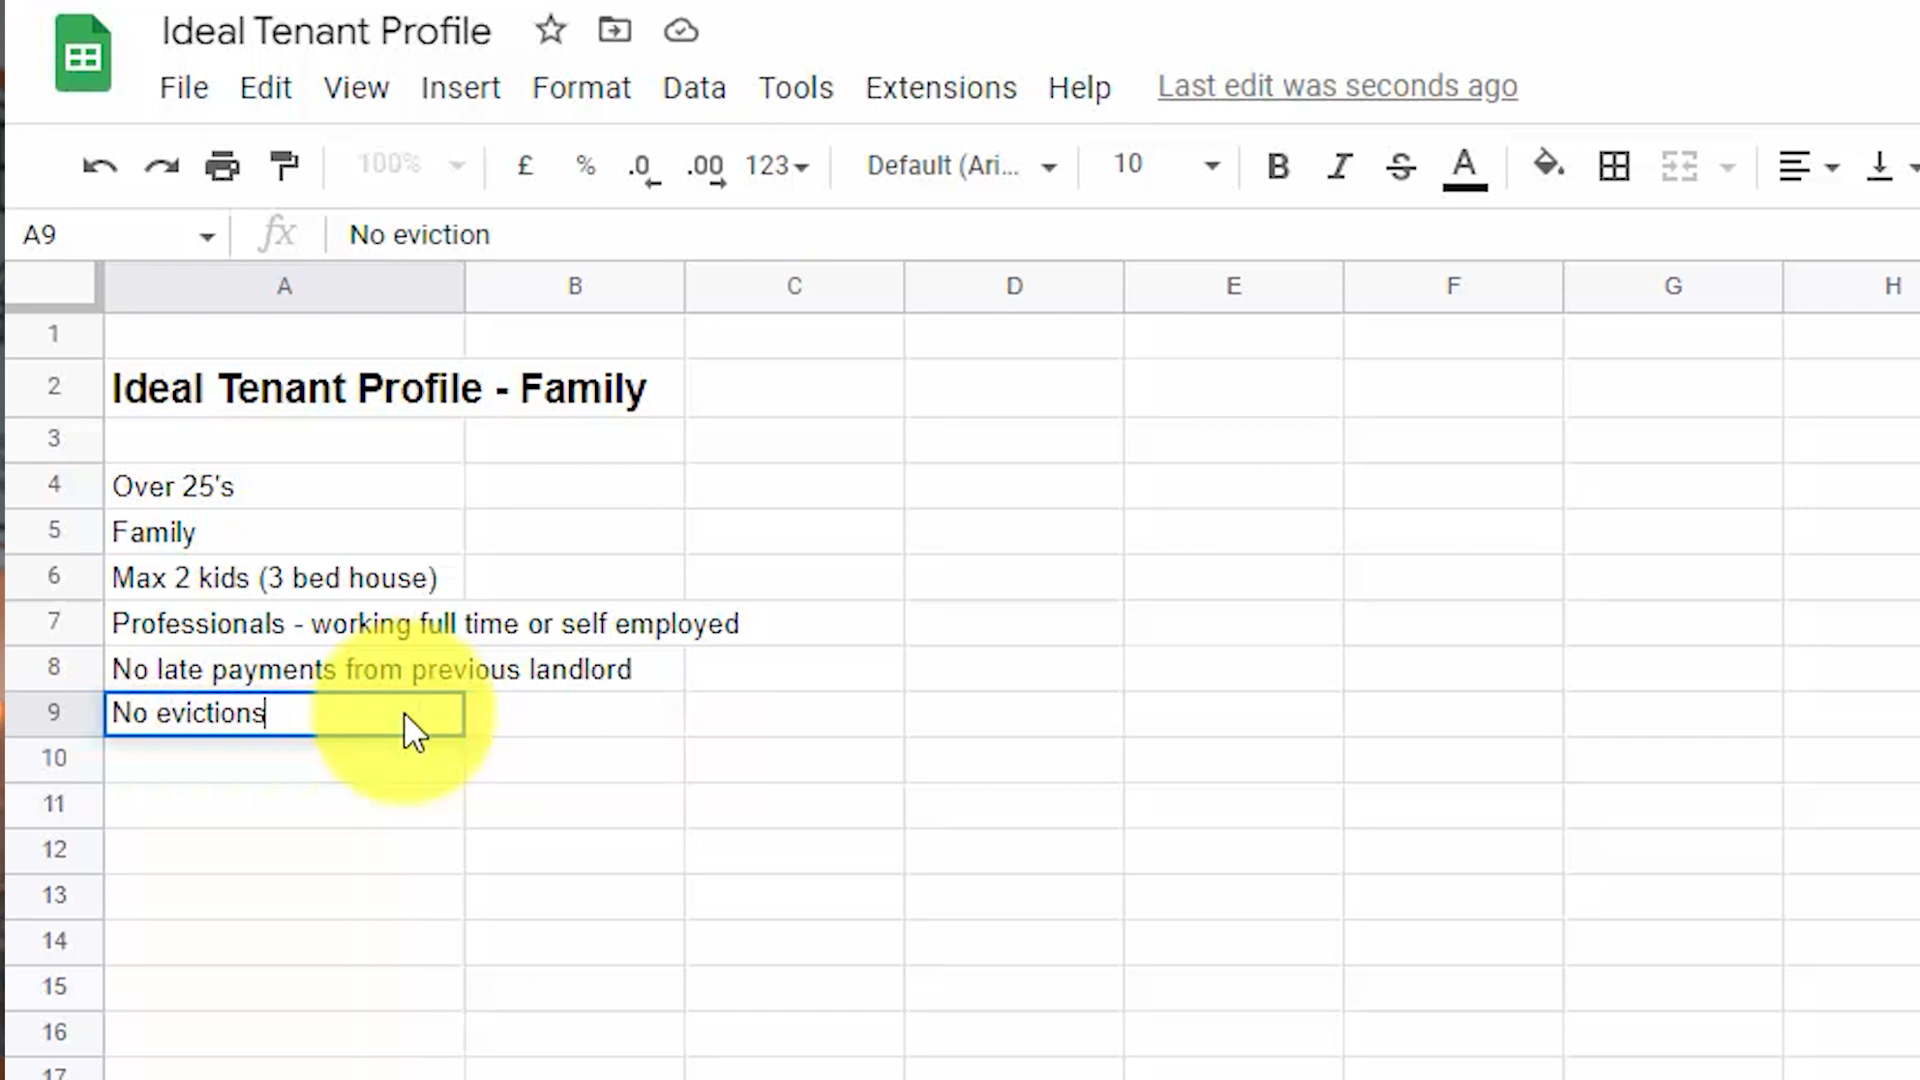 Ideal Tenant Profile
File Edit View Insert Format Data Tools Extensions Help Last edit was seconds ago
100% £ % .0 .00 123 Default (Ari... 10 B I S A
A9 fx No eviction
A B C D E F G H
1
2 Ideal Tenant Profile - Family
3
4 Over 25's
5 Family
6 Max 2 kids (3 bed house)
7 Professionals - working full time or self employed
8 No late payments from previous landlord
9 No evictions
10
11
12
13
14
15
16
17